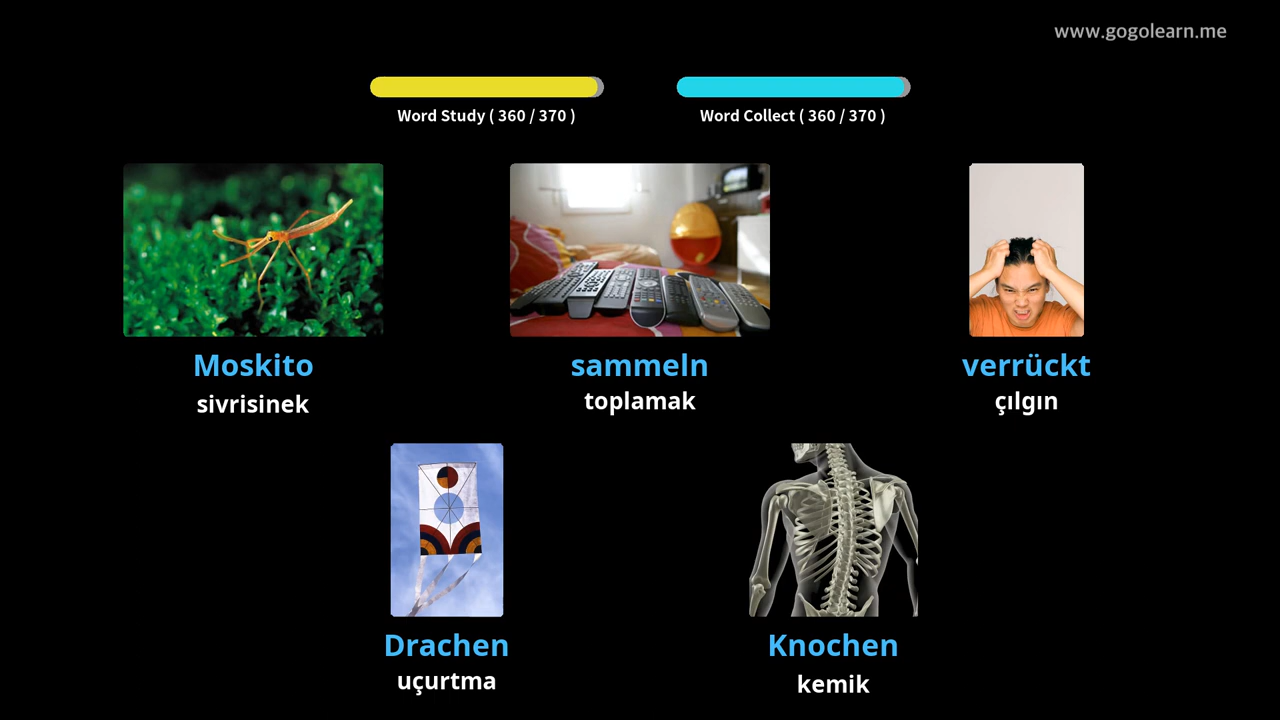 www.gogolearn.me
Word Study ( 360 / 370 )
Word Collect ( 360 / 370 )
Moskito
sivrisinek
sammeln
toplamak
verrückt
çılgın
Drachen
uçurtma
Knochen
kemik